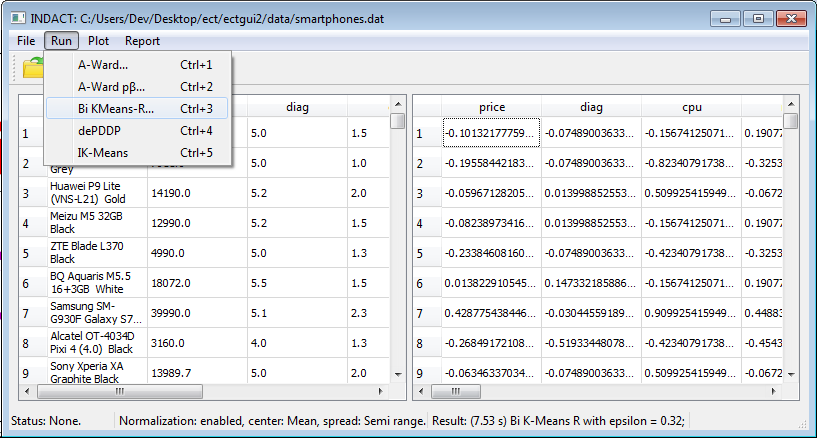 INDACT: C:/Users/Dev/Desktop/ect/ectgui2/data/smartphones.dat
File Run Plot Report
A-Ward... Ctrl+1
A-Ward pβ... Ctrl+2
Bi KMeans-R... Ctrl+3
dePDDP Ctrl+4
IK-Means Ctrl+5
diag
price diag cpu
1 5.0 1.5
2 Grey
3 Huawei P9 Lite (VNS-L21) Gold 14190.0 5.2 2.0
4 Meizu M5 32GB Black 12990.0 5.2 1.5
5 ZTE Blade L370 Black 4990.0 5.0 1.3
6 BQ Aquaris M5.5 16+3GB White 18072.0 5.5 1.5
7 Samsung SM-G930F Galaxy S7... 39990.0 5.1 2.3
8 Alcatel OT-4034D Pixi 4 (4.0) Black 3160.0 4.0 1.3
9 Sony Xperia XA Graphite Black 13989.7 5.0 2.0
1 -0.10132177759... -0.07489003633... -0.15674125071... 0.19077
2 -0.19558442183... -0.07489003633... -0.82340791738... -0.3253
3 -0.05967128205... 0.013998852553... 0.509925415949... -0.0672
4 -0.08238973416... 0.013998852553... -0.15674125071... 0.19077
5 -0.23384608160... -0.07489003633... -0.42340791738... -0.3253
6 0.013822910545... 0.147332185886... -0.15674125071... 0.19077
7 0.428775438446... -0.03044559189... 0.909925415949... 0.44883
8 -0.26849172108... -0.51933448078... -0.42340791738... -0.4543
9 -0.06346337034... -0.07489003633... 0.509925415949... -0.0672
Status: None. Normalization: enabled, center: Mean, spread: Semi range. Result: (7.53 s) Bi K-Means R with epsilon = 0.32;